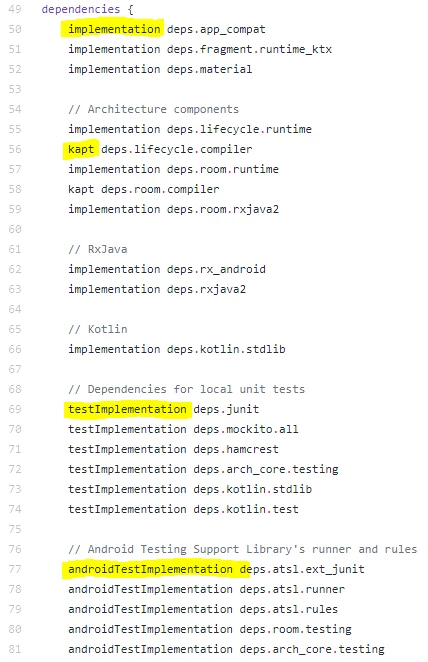 49 dependencies {
50 implementation deps.app_compat
51 implementation deps.fragment.runtime_ktx
52 implementation deps.material
53
54 // Architecture components
55 implementation deps.lifecycle.runtime
56 kapt deps.lifecycle.compiler
57 implementation deps.room.runtime
58 kapt deps.room.compiler
59 implementation deps.room.rxjava2
60
61 // RxJava
62 implementation deps.rx_android
63 implementation deps.rxjava2
64
65 // Kotlin
66 implementation deps.kotlin.stdlib
67
68 // Dependencies for local unit tests
69 testImplementation deps.junit
70 testImplementation deps.mockito.all
71 testImplementation deps.hamcrest
72 testImplementation deps.arch_core.testing
73 testImplementation deps.kotlin.stdlib
74 testImplementation deps.kotlin.test
75
76 // Android Testing Support Library's runner and rules
77 androidTestImplementation deps.atsl.ext_junit
78 androidTestImplementation deps.atsl.runner
79 androidTestImplementation deps.atsl.rules
80 androidTestImplementation deps.room.testing
81 androidTestImplementation deps.arch_core.testing